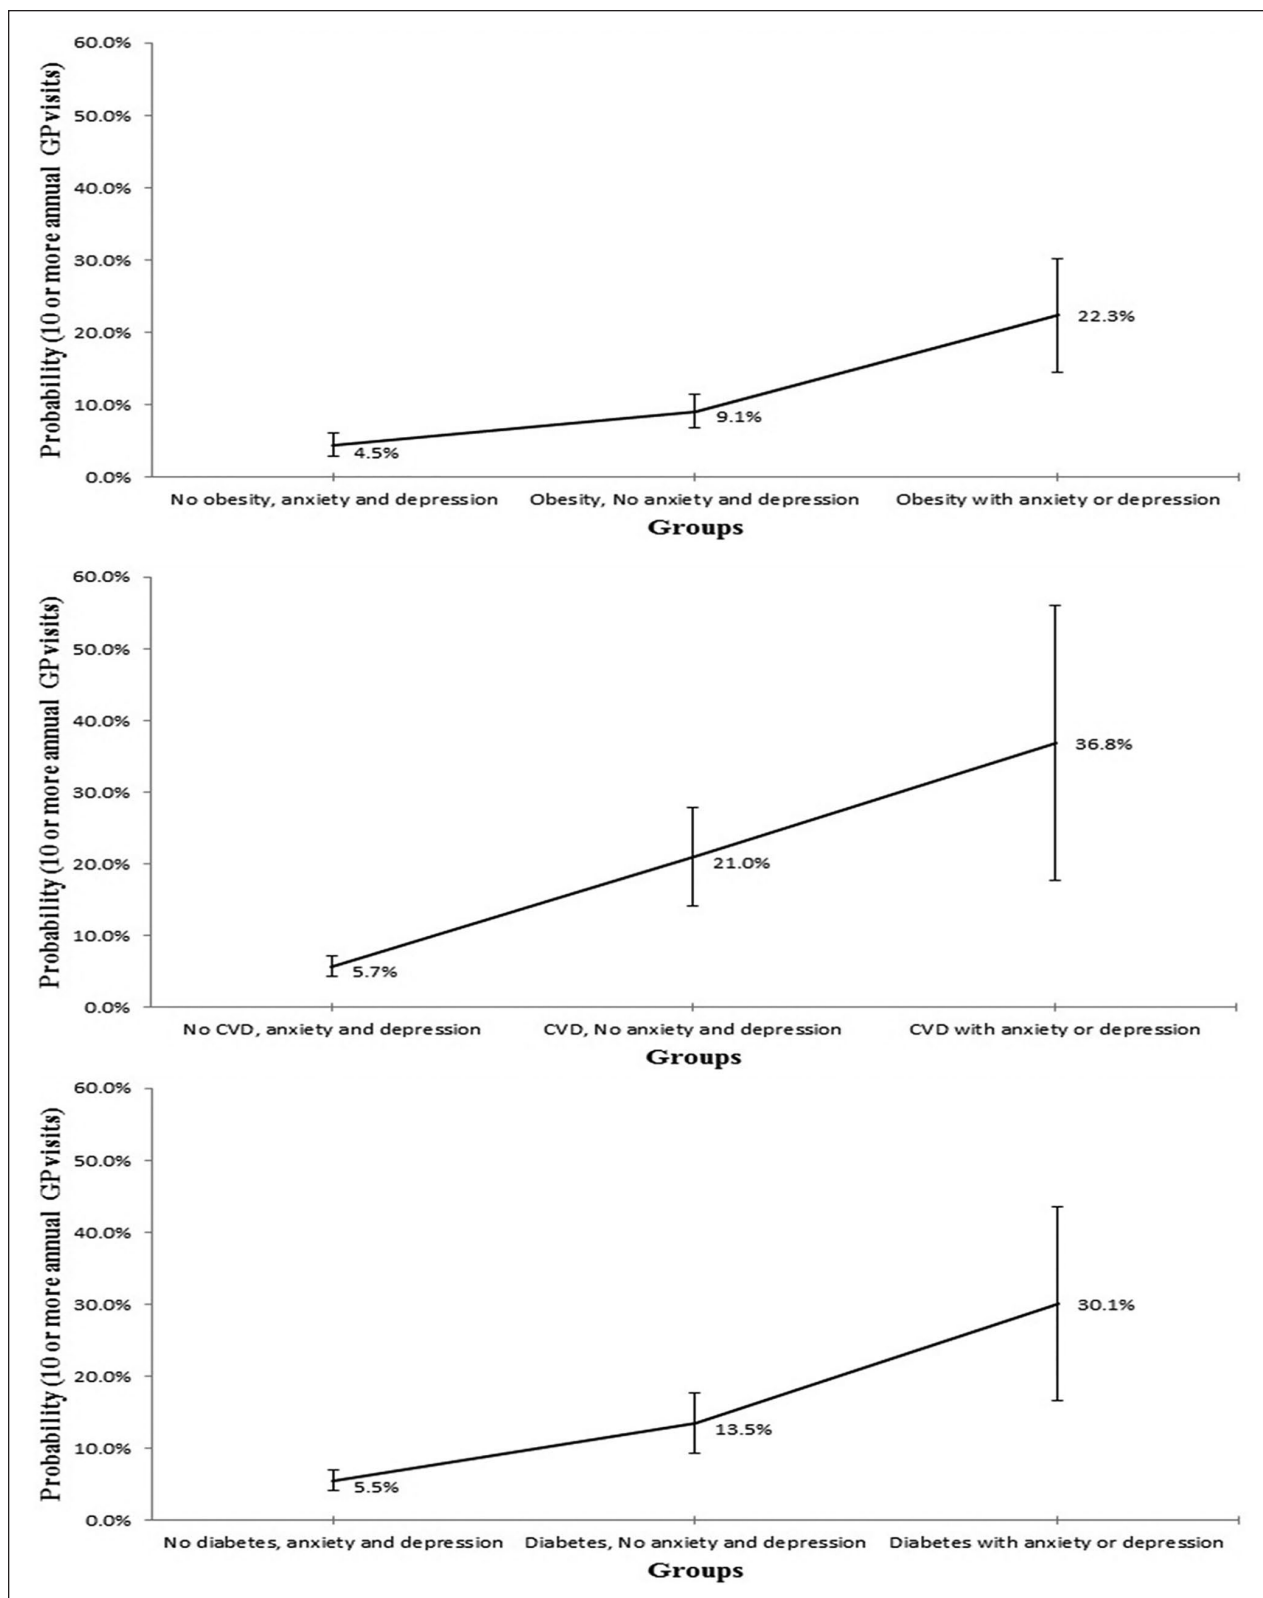 60.0%
50.0%
40.0%
30.0%
20.0%
10.0%
0.0%
Probability (10 or more annual GP visits)
4.5%
9.1%
22.3%
No obesity, anxiety and depression
Obesity, No anxiety and depression
Obesity with anxiety or depression
Groups
60.0%
50.0%
40.0%
30.0%
20.0%
10.0%
0.0%
Probability (10 or more annual GP visits)
5.7%
21.0%
36.8%
No CVD, anxiety and depression
CVD, No anxiety and depression
CVD with anxiety or depression
Groups
60.0%
50.0%
40.0%
30.0%
20.0%
10.0%
0.0%
Probability (10 or more annual GP visits)
5.5%
13.5%
30.1%
No diabetes, anxiety and depression
Diabetes, No anxiety and depression
Diabetes with anxiety or depression
Groups